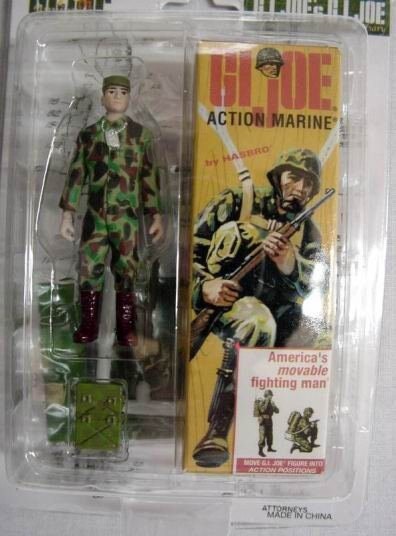 G.I. JOE
GI JOE
ACTION MARINE®
by HASBRO®
America's
movable
fighting man
MOVE G.I. JOE® FIGURE INTO
ACTION POSITIONS
ATTORNEYS
MADE IN CHINA